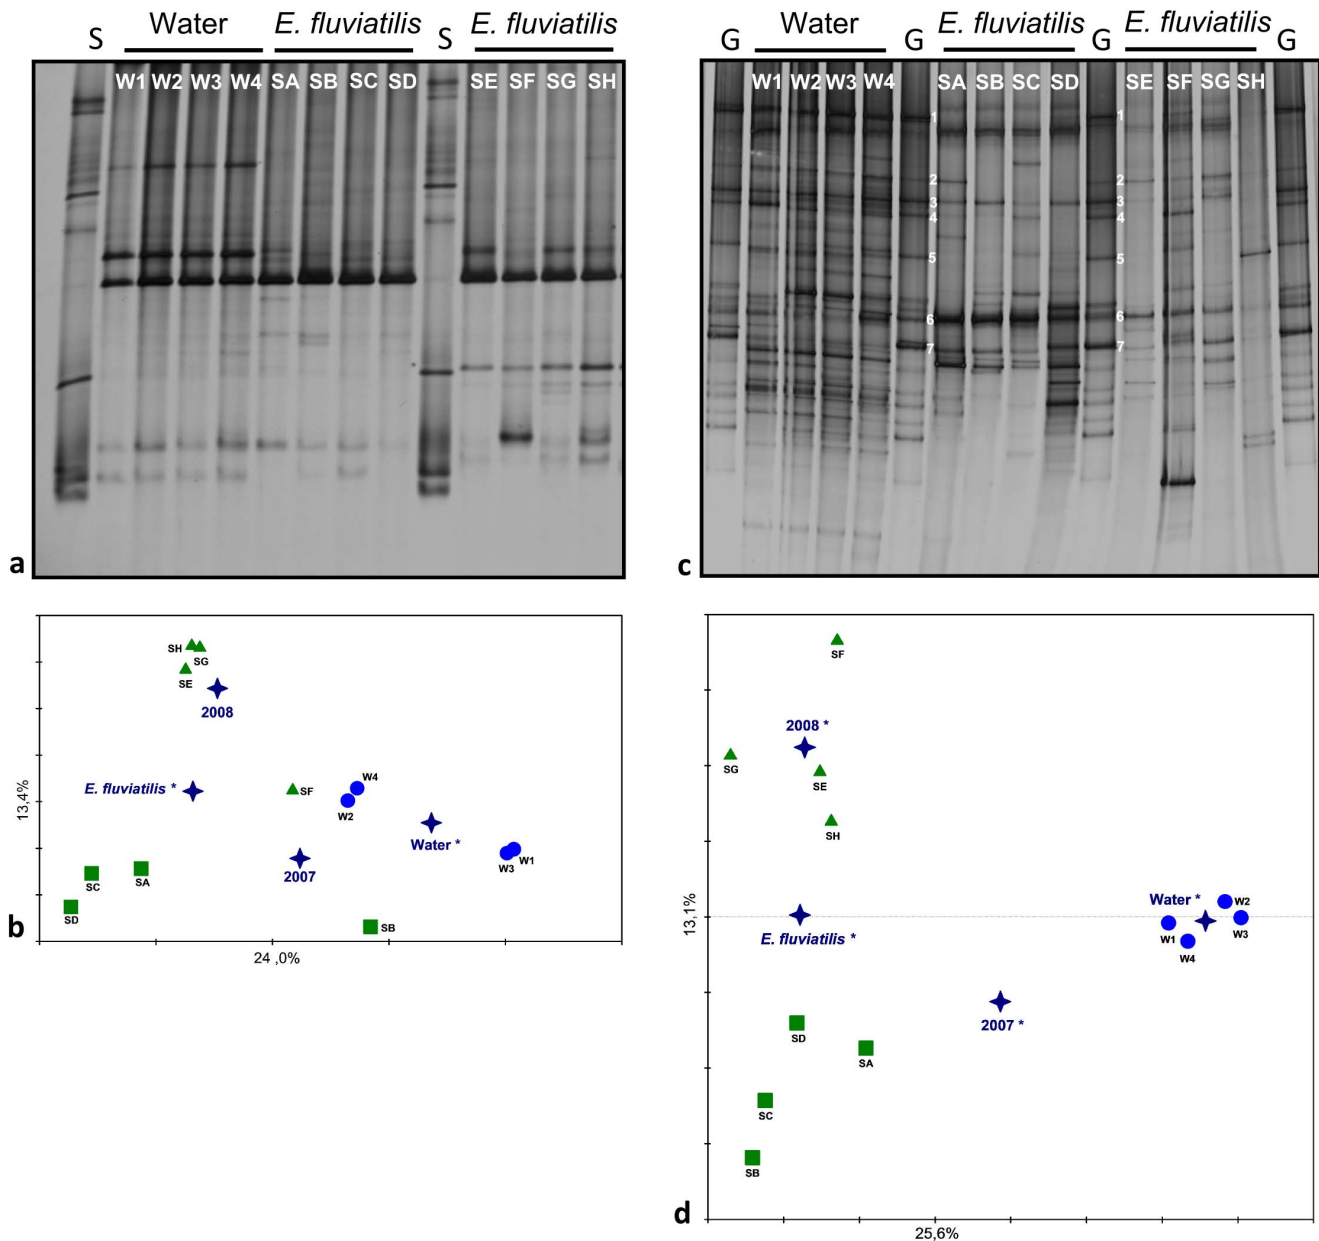 S Water E. fluviatilis S E. fluviatilis
W1 W2 W3 W4 SA SB SC SD SE SF SG SH
a
G Water G E. fluviatilis G E. fluviatilis G
W1 W2 W3 W4 SA SB SC SD SE SF SG SH
1 1
2 2
3 3
4 4
5 5
6 6
7 7
c
SH
SG
SE
2008
E. fluviatilis *
SF
W4
W2
Water *
W3 W1
2007
SC
SA
SD
SB
13,4%
24 ,0%
b
SF
2008 *
SG
SE
SH
Water *
W2
W1
W3
W4
E. fluviatilis *
2007 *
SD
SA
SC
SB
13,1%
25,6%
d